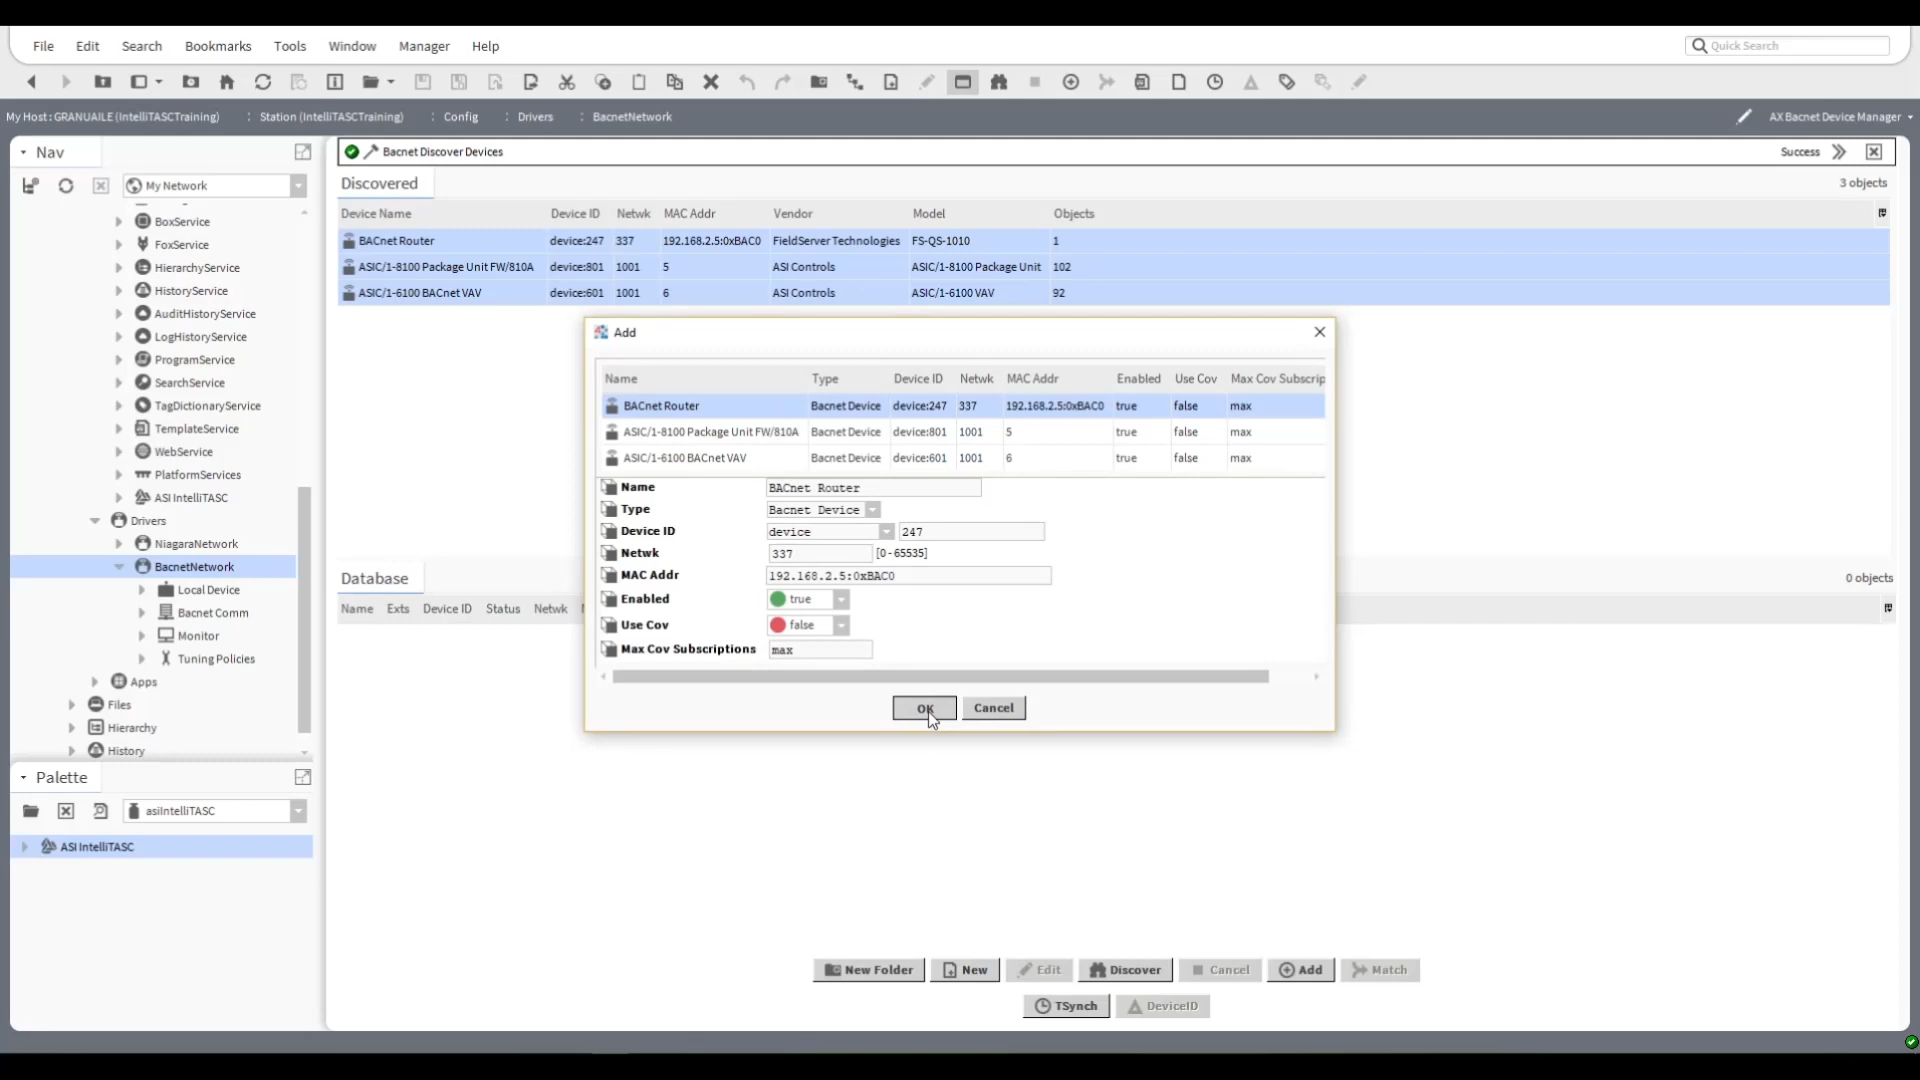 File Edit Search Bookmarks Tools Window Manager Help
Quick Search
My Host : GRANUAILE (IntelliTASCTraining) : Station (IntelliTASCTraining) : Config : Drivers : BacnetNetwork
AX Bacnet Device Manager
Nav
My Network
BoxService
FoxService
HierarchyService
HistoryService
AuditHistoryService
LogHistoryService
ProgramService
SearchService
TagDictionaryService
TemplateService
WebService
PlatformServices
ASI IntelliTASC
Drivers
NiagaraNetwork
BacnetNetwork
Local Device
Bacnet Comm
Monitor
Tuning Policies
Apps
Files
Hierarchy
History
Palette
asiIntelliTASC
ASI IntelliTASC
Bacnet Discover Devices
Success
Discovered
3 objects
Device Name Device ID Netwk MAC Addr Vendor Model Objects
BACnet Router device:247 337 192.168.2.5:0xBAC0 FieldServer Technologies FS-QS-1010 1
ASIC/1-8100 Package Unit FW/810A device:801 1001 5 ASI Controls ASIC/1-8100 Package Unit 102
ASIC/1-6100 BACnet VAV device:601 1001 6 ASI Controls ASIC/1-6100 VAV 92
Add
Name Type Device ID Netwk MAC Addr Enabled Use Cov Max Cov Subscrip
BACnet Router Bacnet Device device:247 337 192.168.2.5:0xBAC0 true false max
ASIC/1-8100 Package Unit FW/810A Bacnet Device device:801 1001 5 true false max
ASIC/1-6100 BACnet VAV Bacnet Device device:601 1001 6 true false max
Name BACnet Router
Type Bacnet Device
Device ID device 247
Netwk 337 [0 - 65535]
MAC Addr 192.168.2.5:0xBAC0
Enabled true
Use Cov false
Max Cov Subscriptions max
OK Cancel
Database
0 objects
Name Exts Device ID Status Netwk
New Folder New Edit Discover Cancel Add Match
TSynch DeviceID